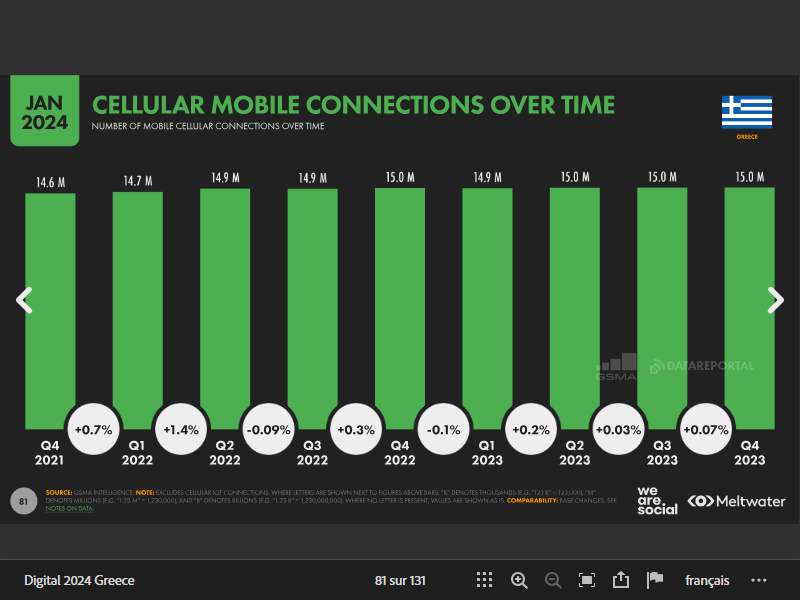 JAN
2024
CELLULAR MOBILE CONNECTIONS OVER TIME
NUMBER OF MOBILE CELLULAR CONNECTIONS OVER TIME
GREECE
14.6 M
14.7 M
14.9 M
14.9 M
15.0 M
14.9 M
15.0 M
15.0 M
15.0 M
GSMA
DATAREPORTAL
+0.7%
+1.4%
-0.09%
+0.3%
-0.1%
+0.2%
+0.03%
+0.07%
Q4
2021
Q1
2022
Q2
2022
Q3
2022
Q4
2022
Q1
2023
Q2
2023
Q3
2023
Q4
2023
81
SOURCE: GSMA INTELLIGENCE. NOTE: EXCLUDES CELLULAR IOT CONNECTIONS. WHERE LETTERS ARE SHOWN NEXT TO FIGURES ABOVE BARS, "K" DENOTES THOUSANDS (E.G. "123 K" = 123,000), "M"
DENOTES MILLIONS (E.G. "1.23 M" = 1,230,000), AND "B" DENOTES BILLIONS (E.G. "1.23 B" = 1,230,000,000). WHERE NO LETTER IS PRESENT, VALUES ARE SHOWN AS IS. COMPARABILITY: BASE CHANGES. SEE
NOTES ON DATA.
we
are.
social
Meltwater
Digital 2024 Greece
81 sur 131
français